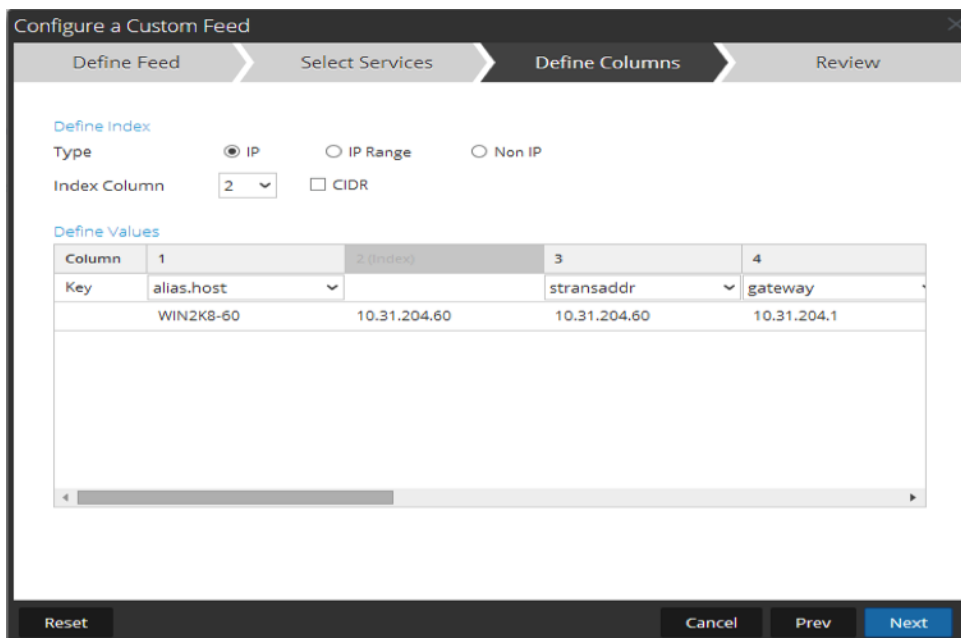 Configure a Custom Feed
Define Feed Select Services Define Columns Review
Define Index
Type IP IP Range Non IP
Index Column 2 CIDR
Define Values
Column 1 2 (Index) 3 4
Key alias.host stransaddr gateway
WIN2K8-60 10.31.204.60 10.31.204.60 10.31.204.1
Reset Cancel Prev Next